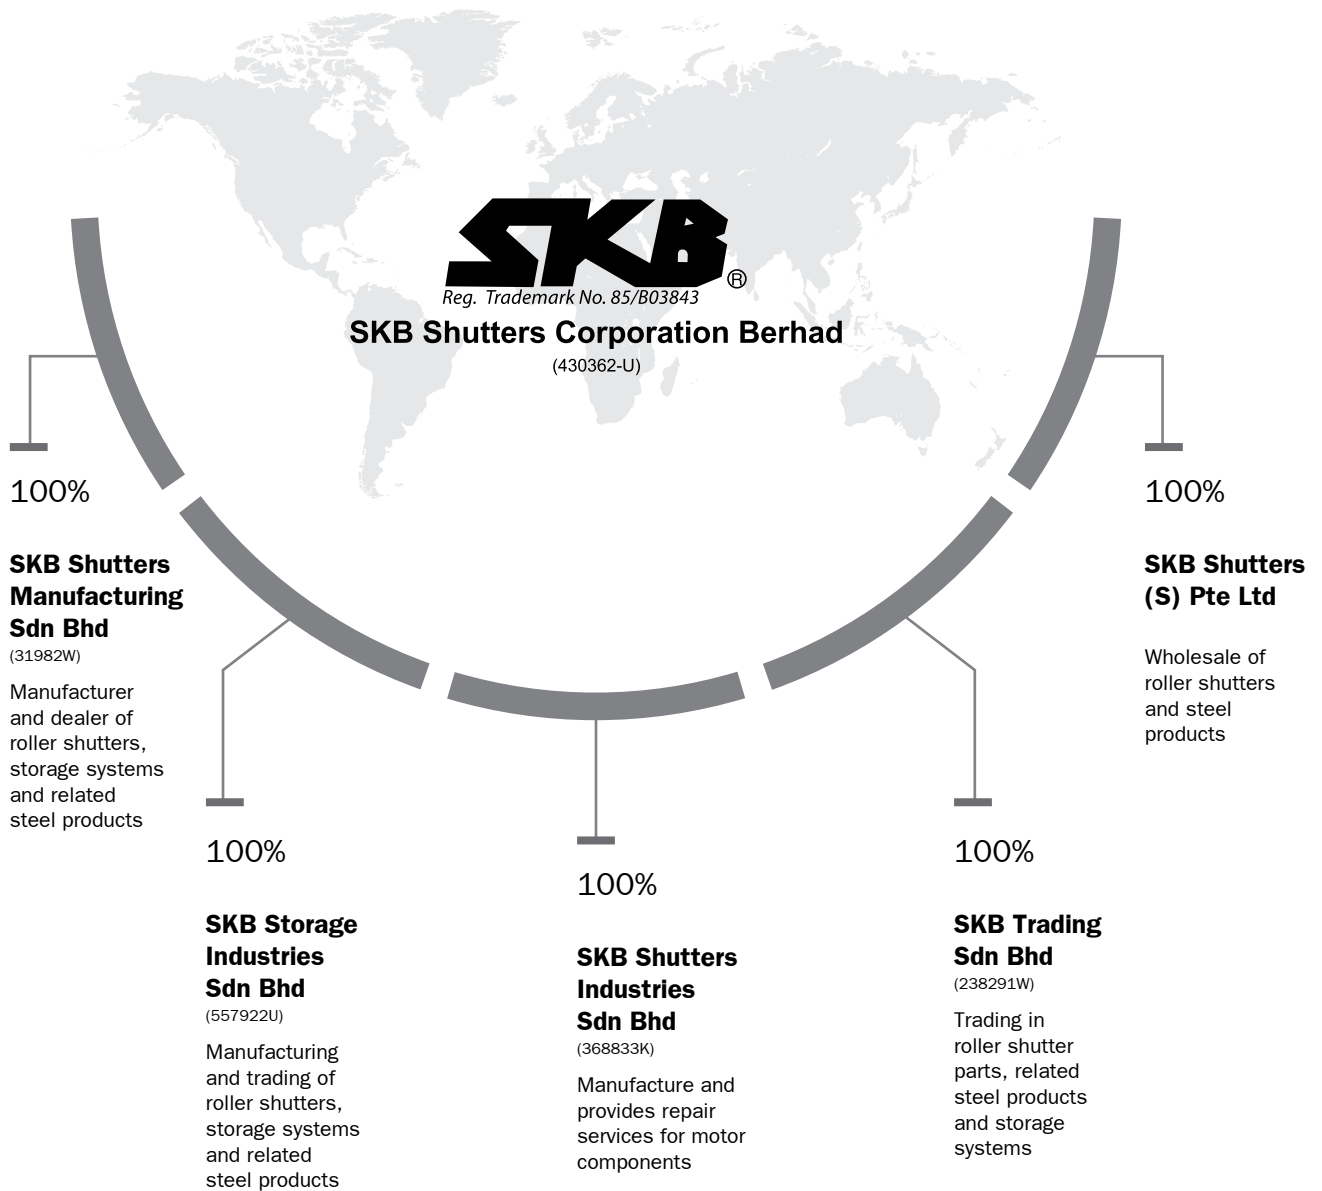 SKB®
Reg. Trademark No. 85/B03843
SKB Shutters Corporation Berhad
(430362-U)
100%
SKB Shutters
Manufacturing
Sdn Bhd
(31982W)
Manufacturer
and dealer of
roller shutters,
storage systems
and related
steel products
100%
SKB Storage
Industries
Sdn Bhd
(557922U)
Manufacturing
and trading of
roller shutters,
storage systems
and related
steel products
100%
SKB Shutters
Industries
Sdn Bhd
(368833K)
Manufacture and
provides repair
services for motor
components
100%
SKB Trading
Sdn Bhd
(238291W)
Trading in
roller shutter
parts, related
steel products
and storage
systems
100%
SKB Shutters
(S) Pte Ltd
Wholesale of
roller shutters
and steel
products